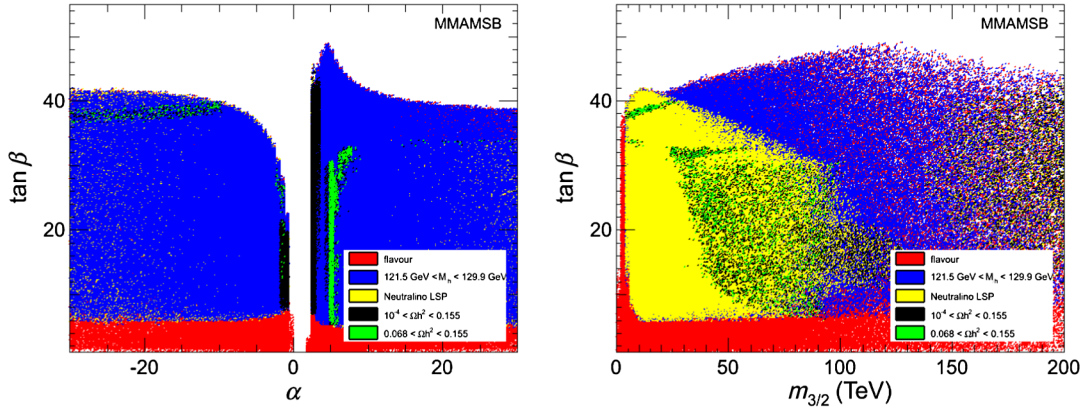 MMAMSB
tan β
40
20
flavour
121.5 GeV < M_h < 129.9 GeV
Neutralino LSP
10^-4 < Ωh^2 < 0.155
0.068 < Ωh^2 < 0.155
-20 0 20
α
MMAMSB
tan β
40
20
flavour
121.5 GeV < M_h < 129.9 GeV
Neutralino LSP
10^-4 < Ωh^2 < 0.155
0.068 < Ωh^2 < 0.155
0 50 100 150 200
m_3/2 (TeV)